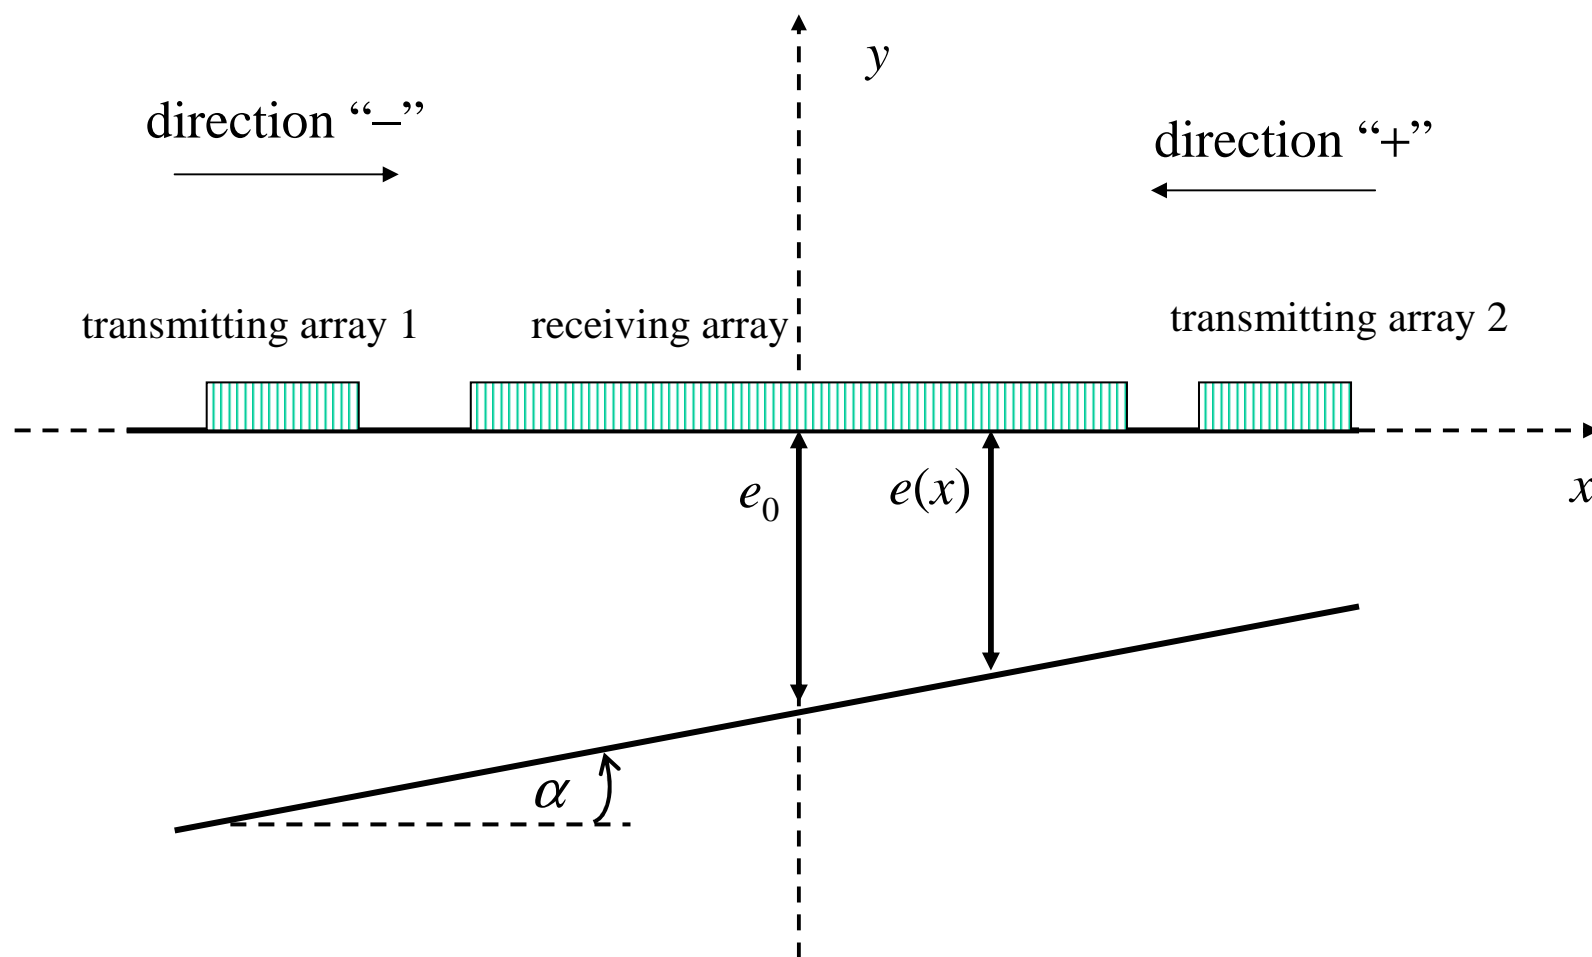 y
direction “–”
direction “+”
transmitting array 1
receiving array
transmitting array 2
e₀
e(x)
x
α